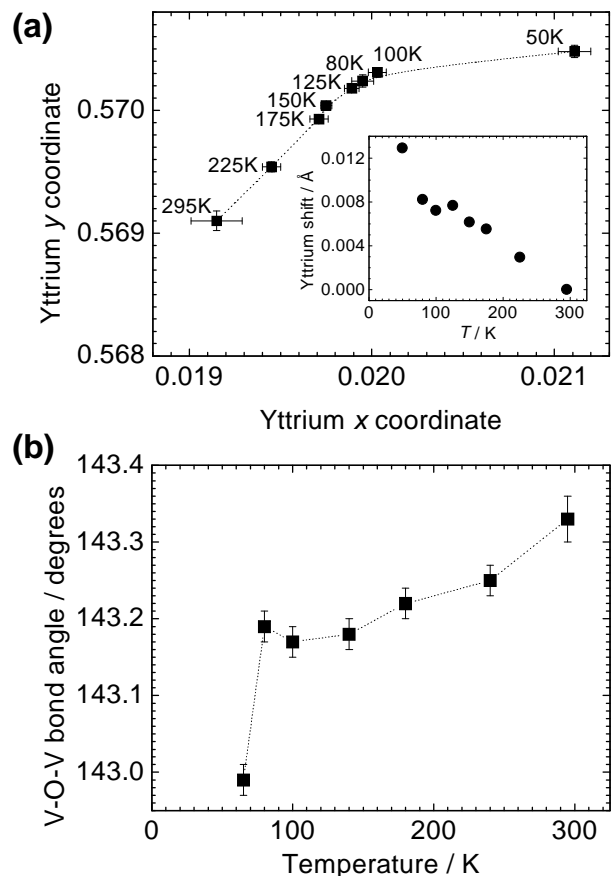 (a)
50K
100K
80K
125K
150K
175K
225K
295K
0.570
0.569
0.568
Yttrium y coordinate
0.019
0.020
0.021
Yttrium x coordinate
0.012
0.008
0.004
0.000
Yttrium shift / Å
0
100
200
300
T / K
(b)
143.4
143.3
143.2
143.1
143.0
V-O-V bond angle / degrees
0
100
200
300
Temperature / K